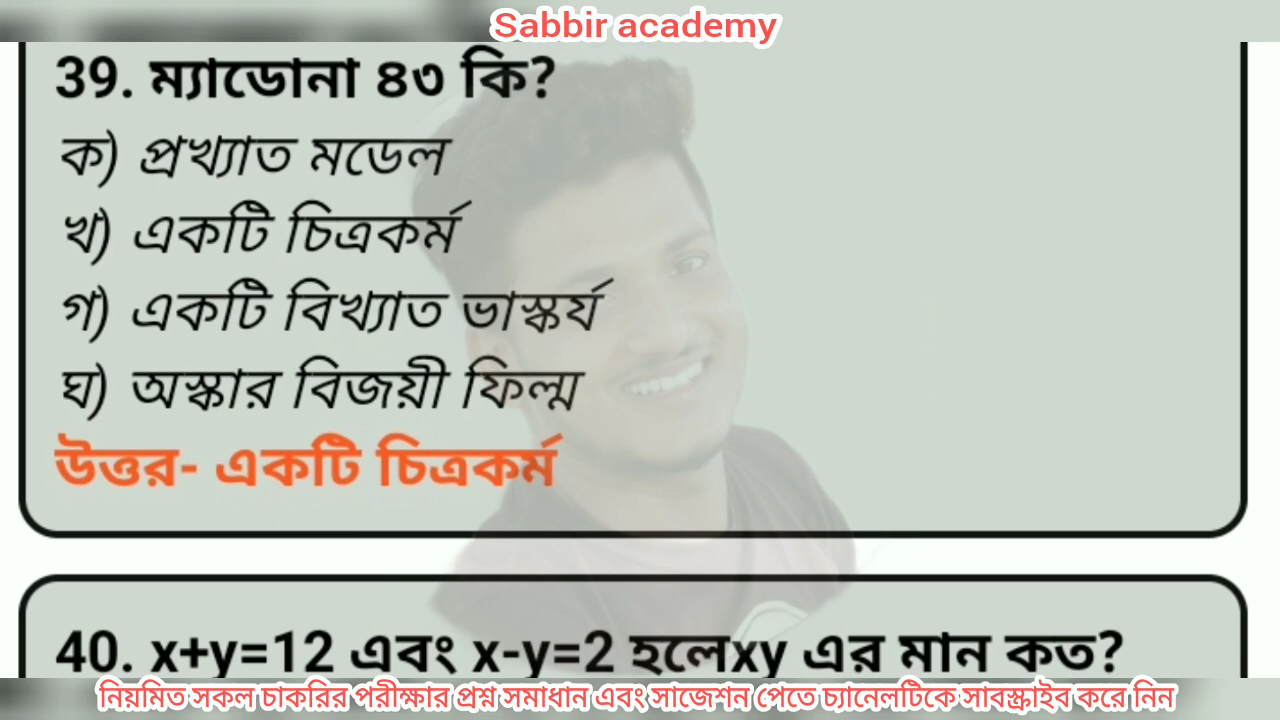 Sabbir academy
39. ম্যাডোনা ৪৩ কি?
ক) প্রখ্যাত মডেল
খ) একটি চিত্রকর্ম
গ) একটি বিখ্যাত ভাস্কর্য
ঘ) অস্কার বিজয়ী ফিল্ম
উত্তর- একটি চিত্রকর্ম
40. x+y=12 এবং x-y=2 হলেxy এর মান কত?
নিয়মিত সকল চাকরির পরীক্ষার প্রশ্ন সমাধান এবং সাজেশন পেতে চ্যানেলটিকে সাবস্ক্রাইব করে নিন